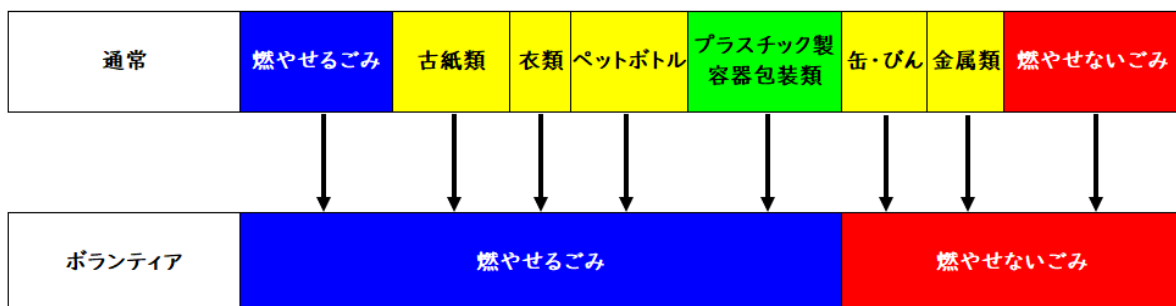 通常
燃やせるごみ
古紙類
衣類
ペットボトル
プラスチック製
容器包装類
缶・びん
金属類
燃やせないごみ
ボランティア
燃やせるごみ
燃やせないごみ